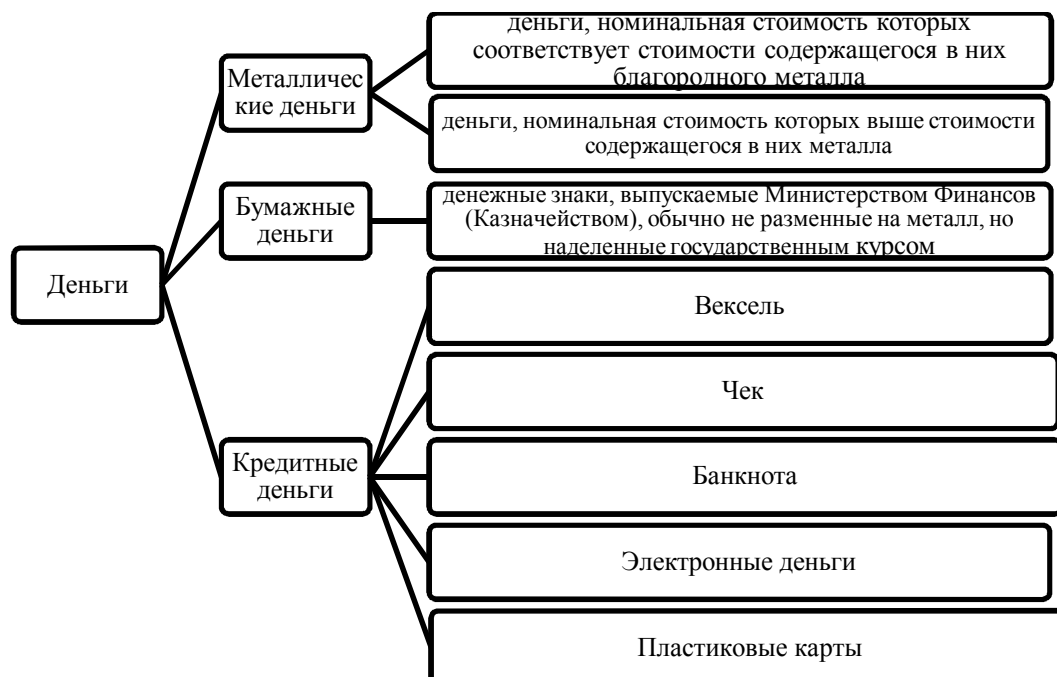 деньги, номинальная стоимость которых
соответствует стоимости содержащегося в них
благородного металла
Металличес
кие деньги
деньги, номинальная стоимость которых выше стоимости
содержащегося в них металла
денежные знаки, выпускаемые Министерством Финансов
(Казначейством), обычно не разменные на металл, но
наделенные государственным курсом
Бумажные
деньги
Деньги
Вексель
Чек
Кредитные
деньги
Банкнота
Электронные деньги
Пластиковые карты